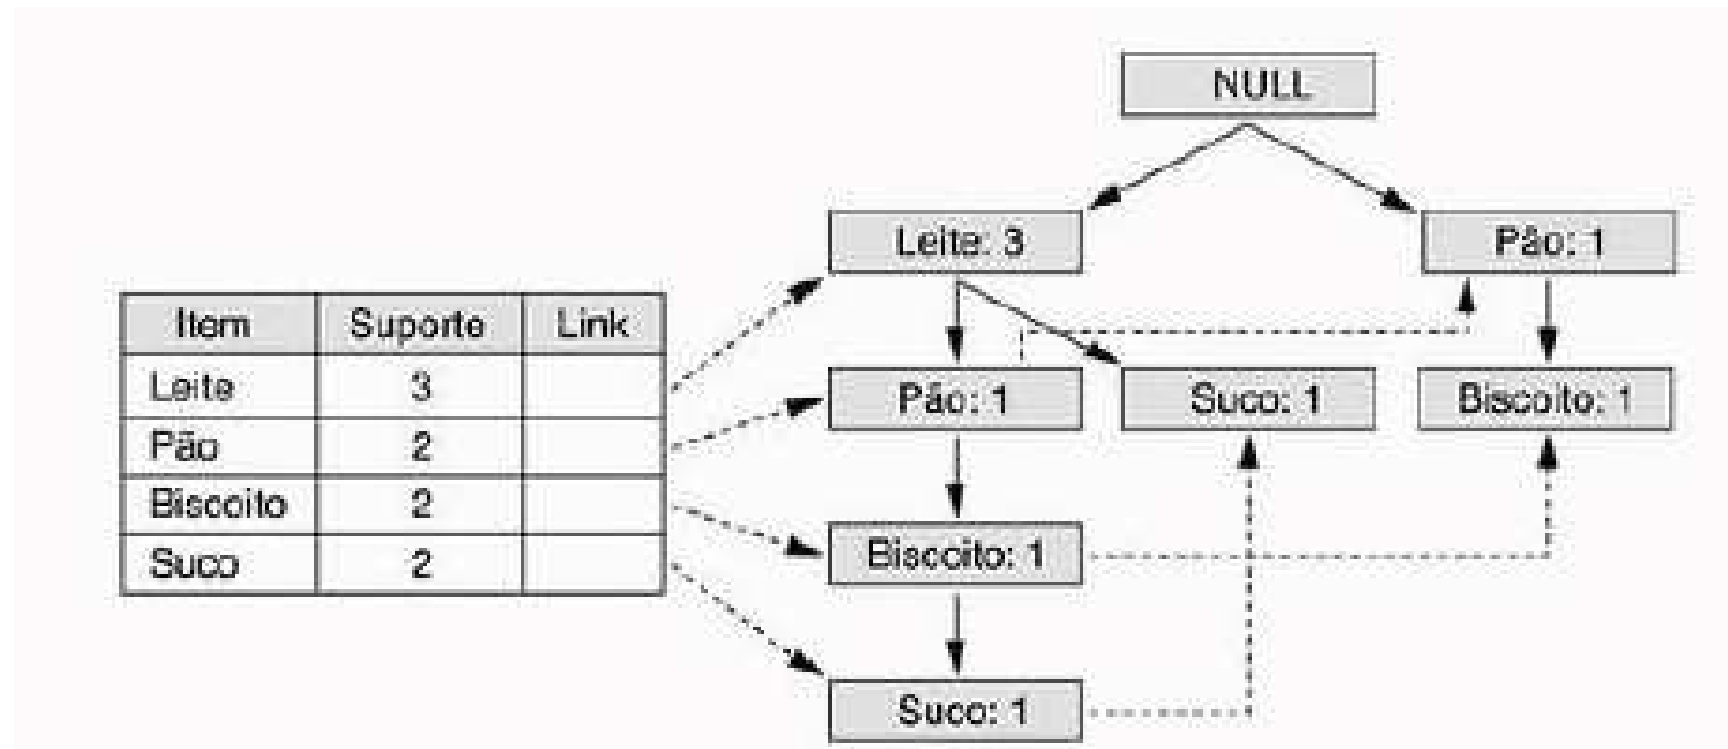 NULL
Leite: 3
Pão: 1
Item Suporte Link
Leite 3
Pão 2
Biscoito 2
Suco 2
Pão: 1
Suco: 1
Biscoito: 1
Biscoito: 1
Suco: 1